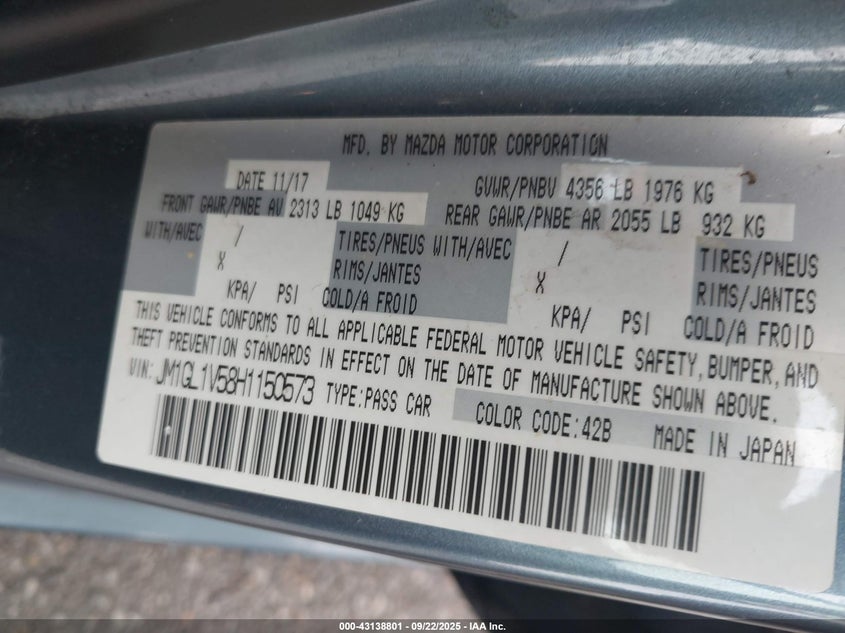 MFD. BY MAZDA MOTOR CORPORATION
DATE 11/17 GVWR/PNBV 4356 LB 1976 KG
FRONT GAWR/PNBE AV 2313 LB 1049 KG REAR GAWR/PNBE AR 2055 LB 932 KG
WITH/AVEC / TIRES/PNEUS WITH/AVEC / TIRES/PNEUS
X RIMS/JANTES X RIMS/JANTES
KPA/ PSI COLD/A FROID KPA/ PSI COLD/A FROID
THIS VEHICLE CONFORMS TO ALL APPLICABLE FEDERAL MOTOR VEHICLE SAFETY, BUMPER, AND
THEFT PREVENTION STANDARDS IN EFFECT ON THE DATE OF MANUFACTURE SHOWN ABOVE.
VIN: JM1GL1V58H1150573 TYPE:PASS CAR COLOR CODE:42B MADE IN JAPAN
000-43138801 - 09/22/2025 - IAA Inc.